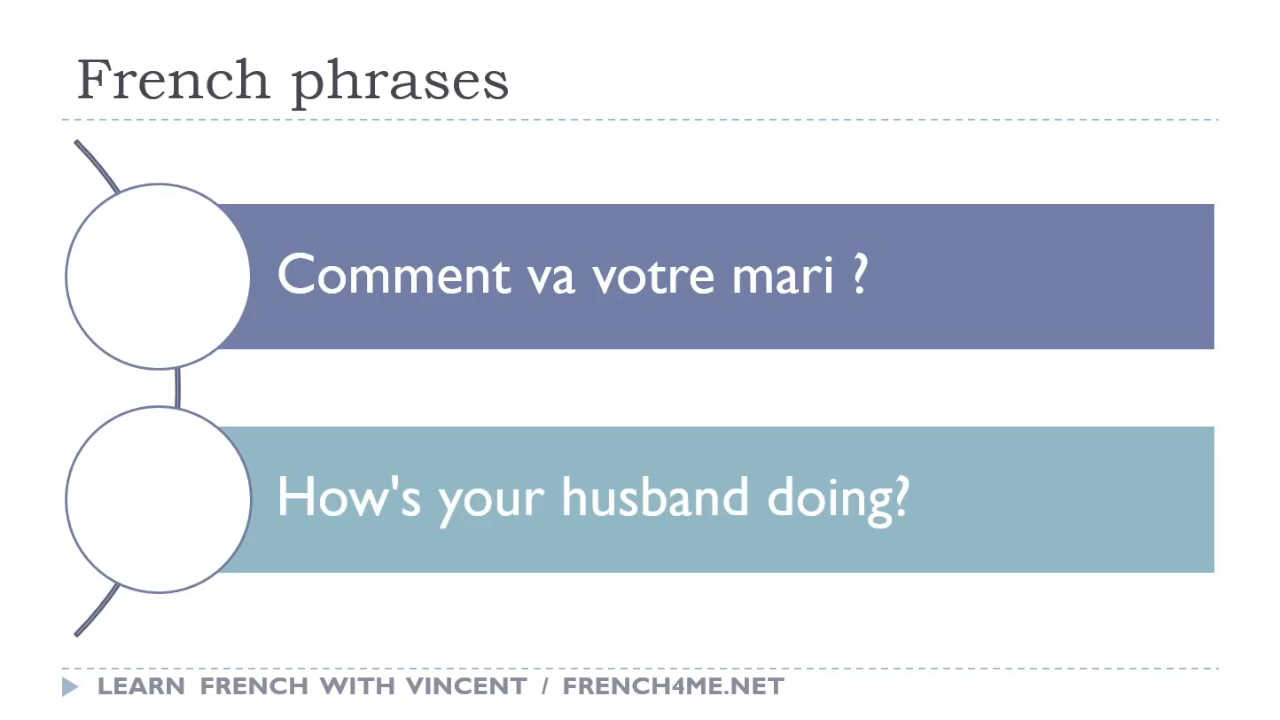 French phrases
Comment va votre mari ?
How's your husband doing?
LEARN FRENCH WITH VINCENT / FRENCH4ME.NET